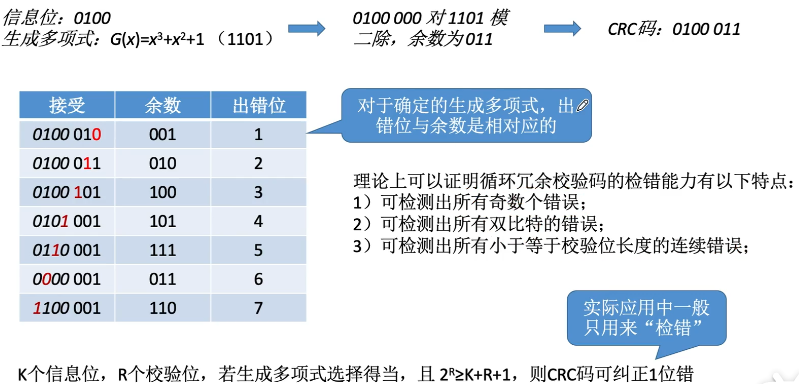 信息位：0100
生成多项式：G(x)=x³+x²+1 （1101）
0100 000 对1101 模
二除，余数为011
CRC码：0100 011
接受 余数 出错位
0100 010 001 1
0100 011 010 2
0100 101 100 3
0101 001 101 4
0110 001 111 5
0000 001 011 6
1100 001 110 7
对于确定的生成多项式，出
错位与余数是相对应的
理论上可以证明循环冗余校验码的检错能力有以下特点：
1）可检测出所有奇数个错误；
2）可检测出所有双比特的错误；
3）可检测出所有小于等于校验位长度的连续错误；
实际应用中一般
只用来“检错”
K个信息位，R个校验位，若生成多项式选择得当，且 2ᴿ≥K+R+1，则CRC码可纠正1位错